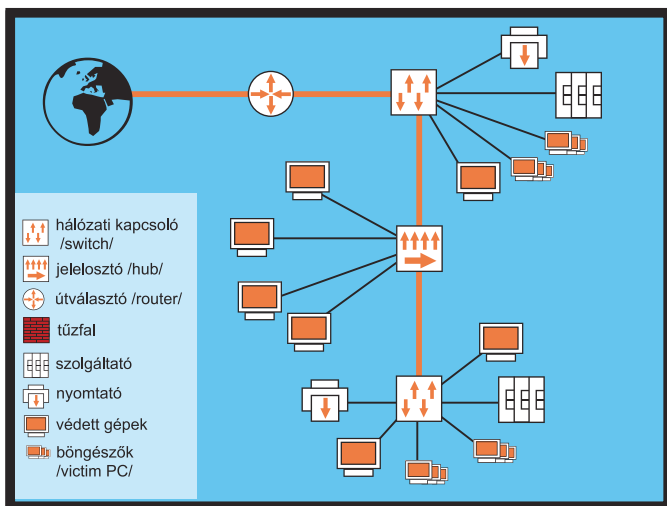 hálózati kapcsoló
/switch/
jelelosztó /hub/
útválasztó /router/
tűzfal
szolgáltató
nyomtató
védett gépek
böngészők
/victim PC/